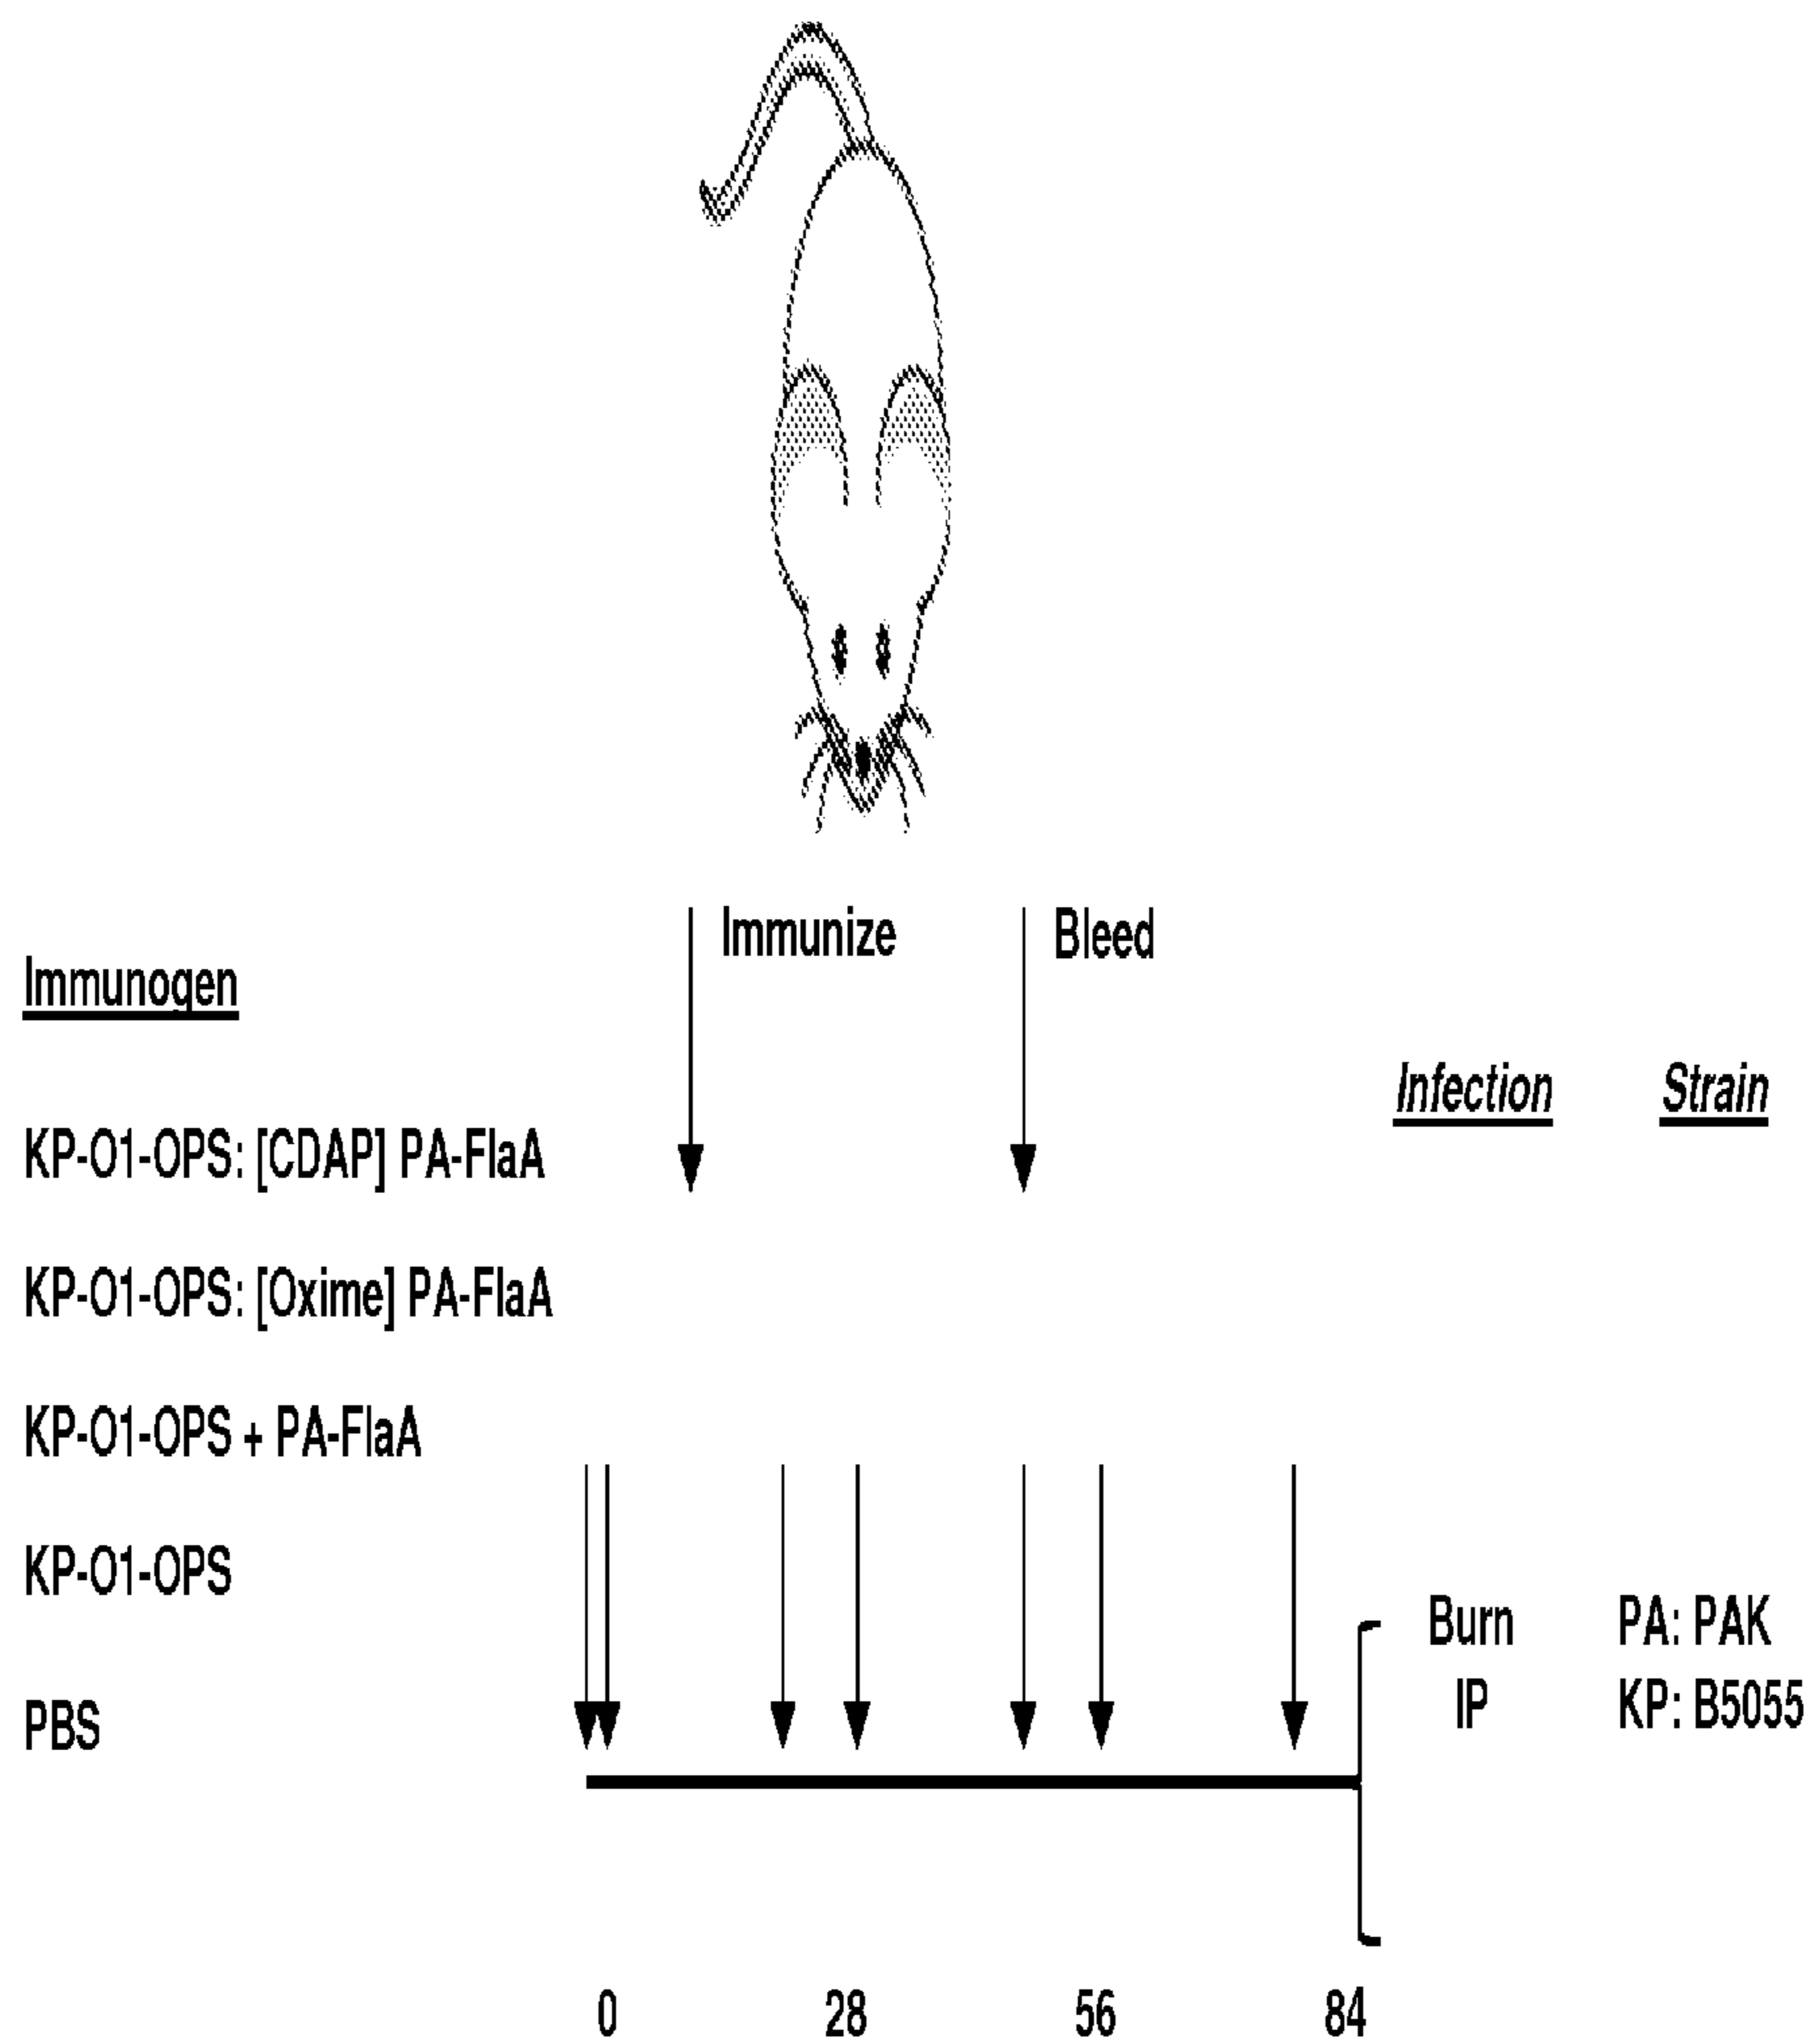 Immunize
Bleed
Immunogen
Infection
Strain
KP-O1-OPS: [CDAP] PA-FlaA
KP-O1-OPS: [Oxime] PA-FlaA
KP-O1-OPS + PA-FlaA
KP-O1-OPS
Burn
PA: PAK
IP
KP: B5055
PBS
0
28
56
84